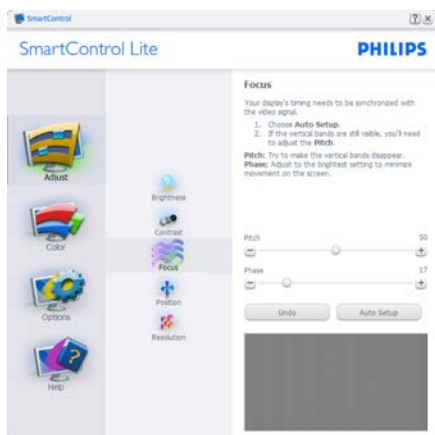 SmartControl
SmartControl Lite
PHILIPS
Adjust
Color
Options
Help
Brightness
Contrast
Focus
Position
Resolution
Focus
Your display's timing needs to be synchronized with
the video signal.
1. Choose Auto Setup.
2. If the vertical bands are still visible, you'll need
to adjust the Pitch.
Pitch: Try to make the vertical bands disappear.
Phase: Adjust to the brightest setting to minimize
movement on the screen.
Pitch 50
Phase 17
Undo Auto Setup